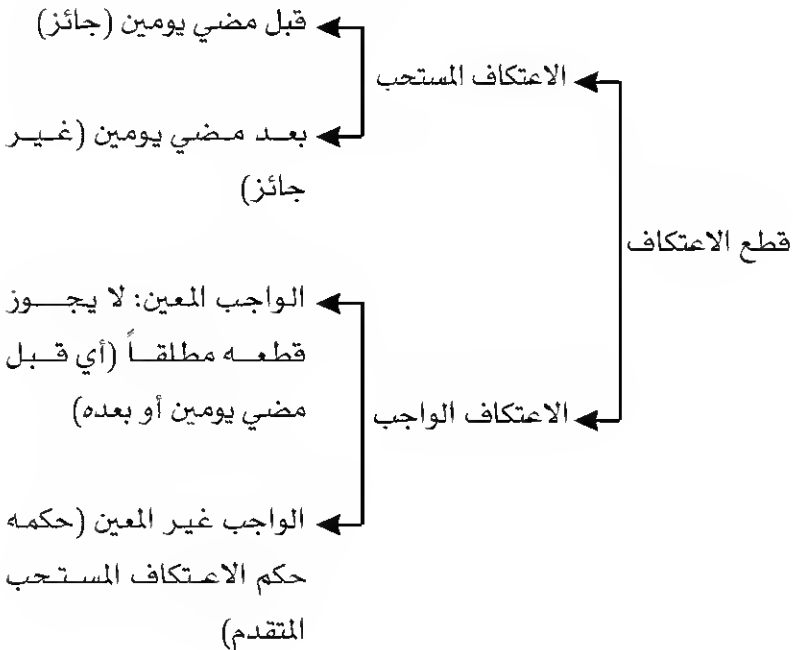 قطع الاعتكاف
الاعتكاف المستحب
قبل مضي يومين (جائز)
بعد مضي يومين (غير
جائز)
الاعتكاف الواجب
الواجب المعين: لا يجوز
قطعه مطلقاً (أي قبل
مضي يومين أو بعده)
الواجب غير المعين (حكمه
حكم الاعتكاف المستحب
المتقدم)